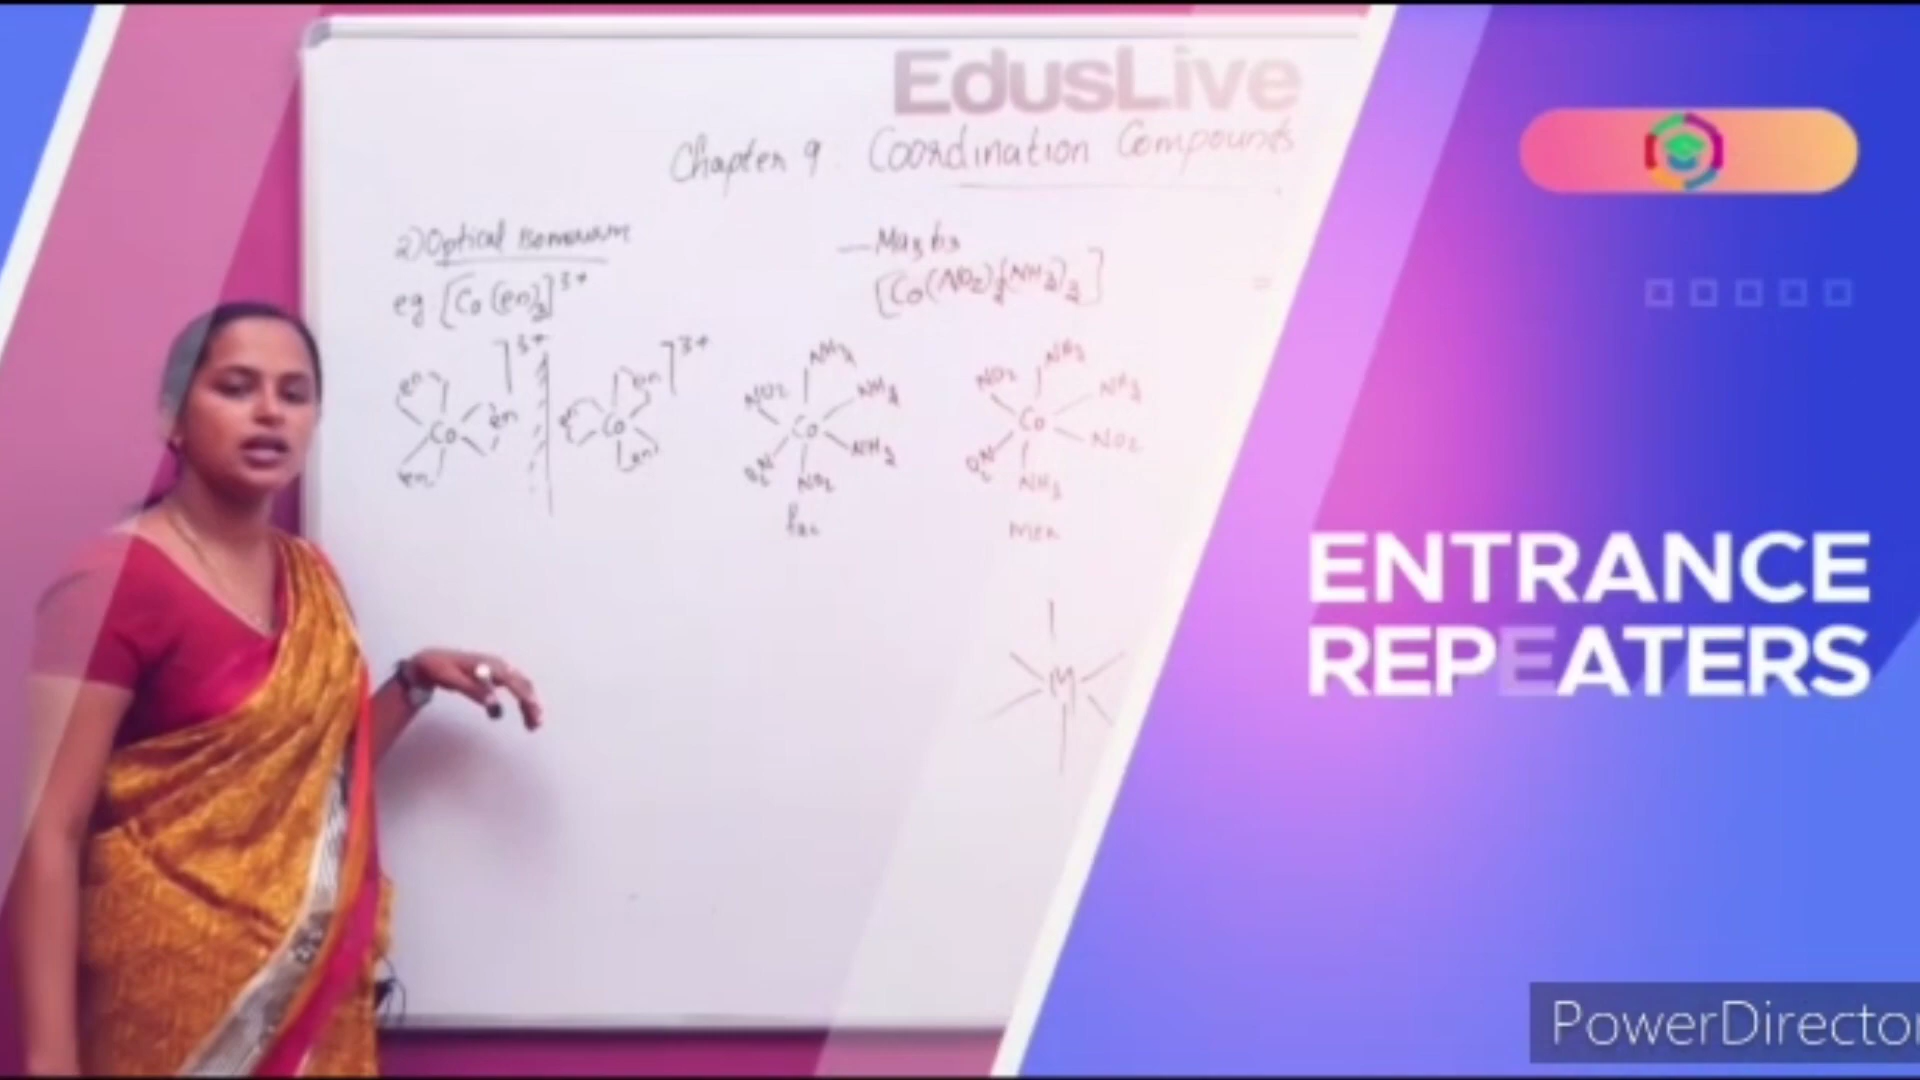 EdusLive
Chapter 9. Coordination Compounds
2) Optical Isomerism
eg [Co(en)3]3+
Ma3b3
[Co(NO2)3(NH3)3]
]3+
]3+
en
en
en
Co
en
en
en
Co
NH3
NO2
NH3
Co
NH3
O2N
NO2
fac
NH3
NO2
NH3
Co
NO2
O2N
NH3
mer
M
ENTRANCE
REPEATERS
PowerDirector